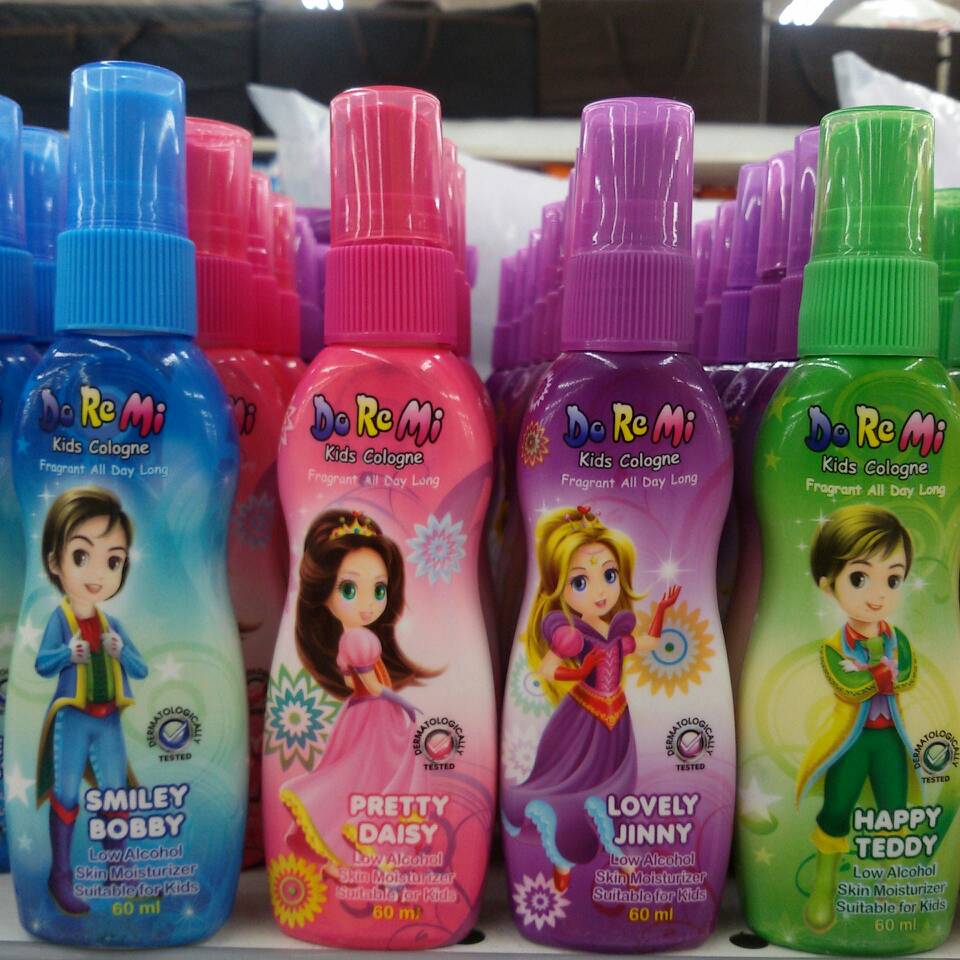 Do Re Mi
Kids Cologne
Fragrant All Day Long
DERMATOLOGICALLY
TESTED
SMILEY
BOBBY
Low Alcohol
Skin Moisturizer
Suitable for Kids
60 ml
Do Re Mi
Kids Cologne
Fragrant All Day Long
DERMATOLOGICALLY
TESTED
PRETTY
DAISY
Low Alcohol
Skin Moisturizer
Suitable for Kids
60 ml
Do Re Mi
Kids Cologne
Fragrant All Day Long
DERMATOLOGICALLY
TESTED
LOVELY
JINNY
Low Alcohol
Skin Moisturizer
Suitable for Kids
60 ml
Do Re Mi
Kids Cologne
Fragrant All Day Long
DERMATOLOGICALLY
TESTED
HAPPY
TEDDY
Low Alcohol
Skin Moisturizer
Suitable for Kids
60 ml